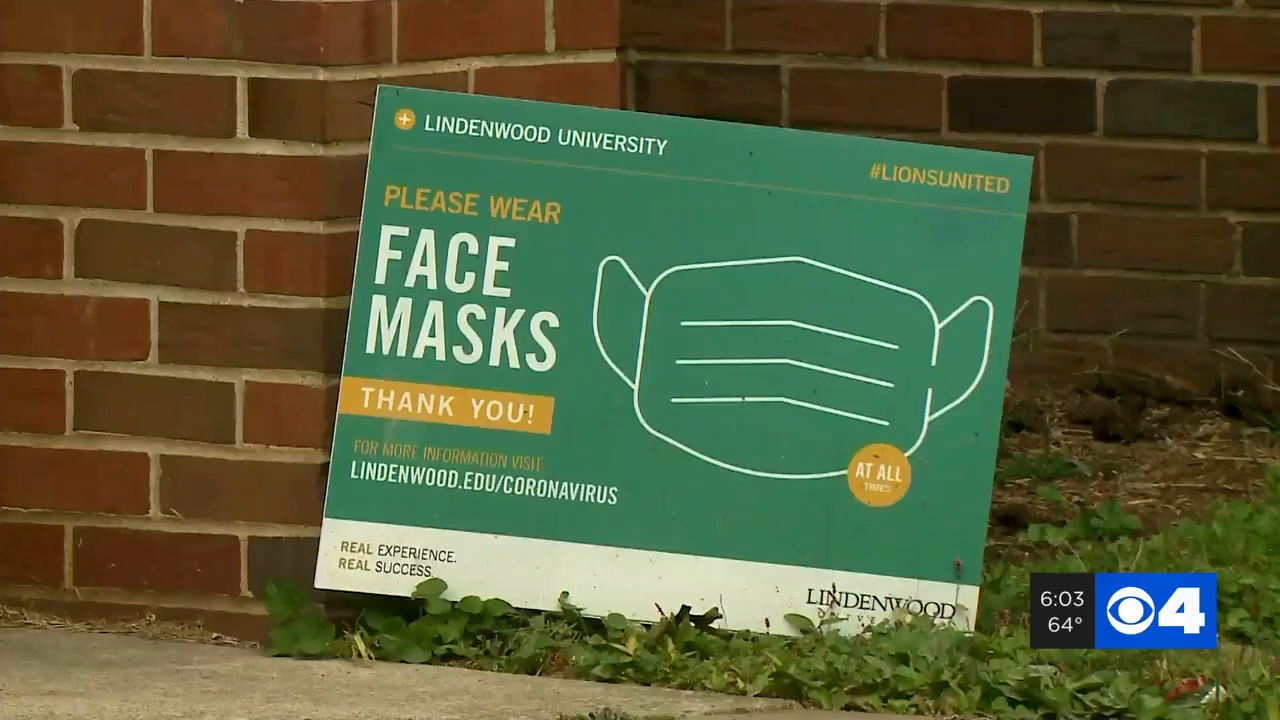 LINDENWOOD UNIVERSITY
#LIONSUNITED
PLEASE WEAR
FACE
MASKS
THANK YOU!
FOR MORE INFORMATION VISIT
LINDENWOOD.EDU/CORONAVIRUS
AT ALL
TIMES
REAL EXPERIENCE.
REAL SUCCESS.
LINDENWOOD
6:03
64°
4